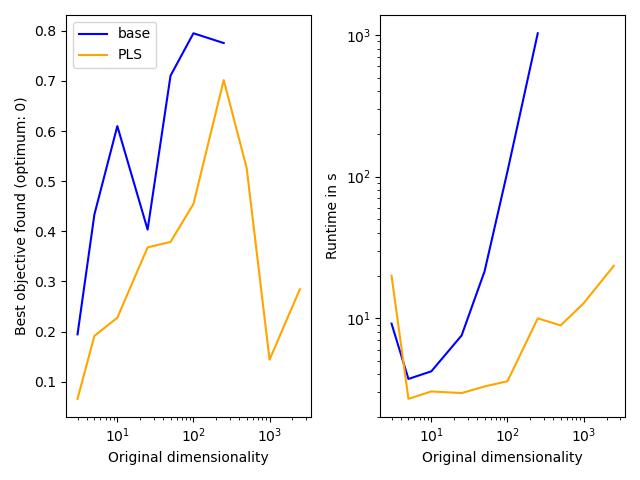 base
PLS
Best objective found (optimum: 0)
0.8
0.7
0.6
0.5
0.4
0.3
0.2
0.1
10¹
10²
10³
Original dimensionality
Runtime in s
10³
10²
10¹
10¹
10²
10³
Original dimensionality